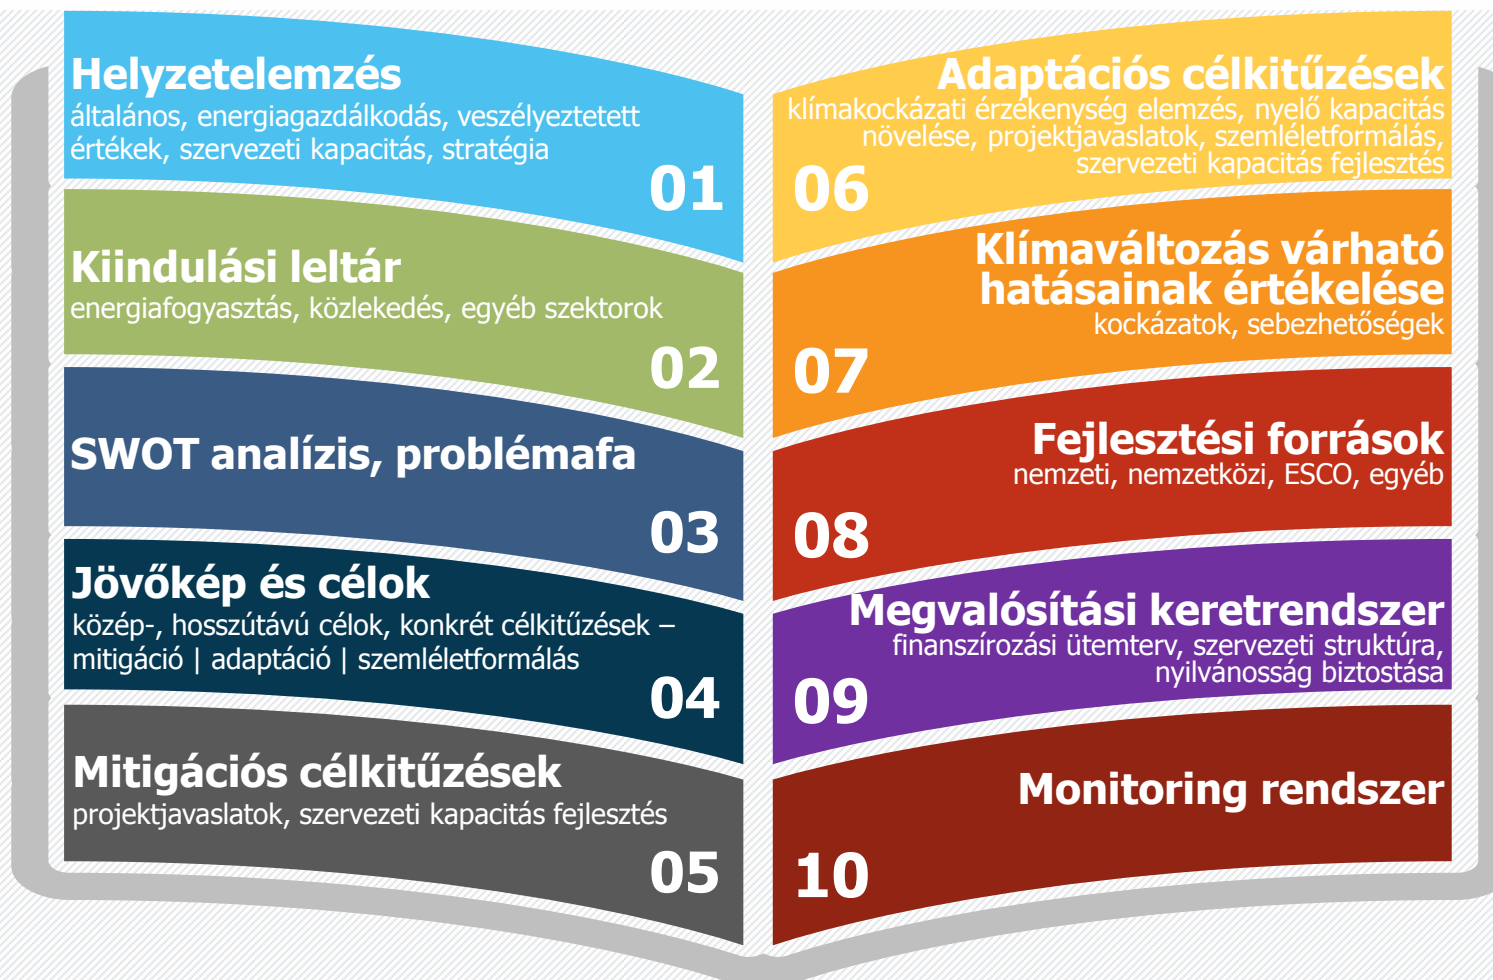 Helyzetelemzés
általános, energiagazdálkodás, veszélyeztetett
értékek, szervezeti kapacitás, stratégia
01
Kiindulási leltár
energiafogyasztás, közlekedés, egyéb szektorok
02
SWOT analízis, problémafa
03
Jövőkép és célok
közép-, hosszútávú célok, konkrét célkitűzések –
mitigáció | adaptáció | szemléletformálás
04
Mitigációs célkitűzések
projektjavaslatok, szervezeti kapacitás fejlesztés
05
Adaptációs célkitűzések
klímakockázati érzékenység elemzés, nyelő kapacitás
növelése, projektjavaslatok, szemléletformálás,
szervezeti kapacitás fejlesztés
06
Klímaváltozás várható
hatásainak értékelése
kockázatok, sebezhetőségek
07
Fejlesztési források
nemzeti, nemzetközi, ESCO, egyéb
08
Megvalósítási keretrendszer
finanszírozási ütemterv, szervezeti struktúra,
nyilvánosság biztostása
09
Monitoring rendszer
10